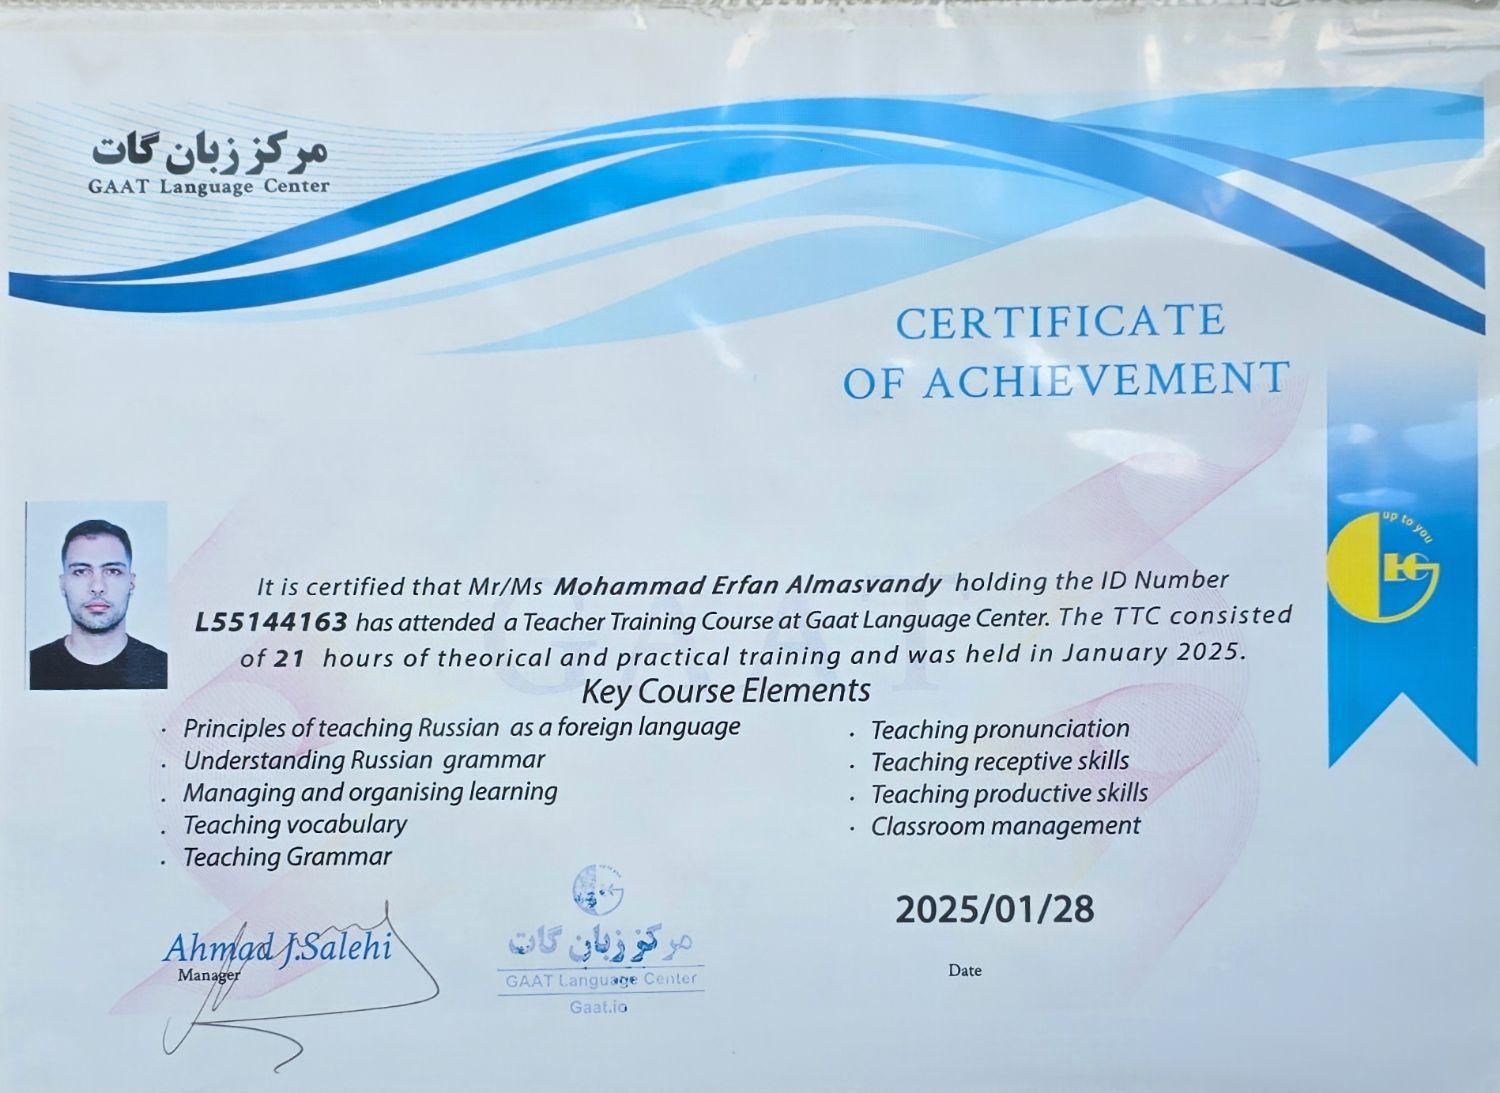 مرکز زبان گات
GAAT Language Center
CERTIFICATE
OF ACHIEVEMENT
up to you
It is certified that Mr/Ms Mohammad Erfan Almasvandy holding the ID Number
L55144163 has attended a Teacher Training Course at Gaat Language Center. The TTC consisted
of 21 hours of theorical and practical training and was held in January 2025.
Key Course Elements
· Principles of teaching Russian as a foreign language
· Understanding Russian grammar
· Managing and organising learning
· Teaching vocabulary
· Teaching Grammar
· Teaching pronunciation
· Teaching receptive skills
· Teaching productive skills
· Classroom management
Ahmad J.Salehi
Manager
مرکز زبان گات
GAAT Language Center
Gaat.io
2025/01/28
Date